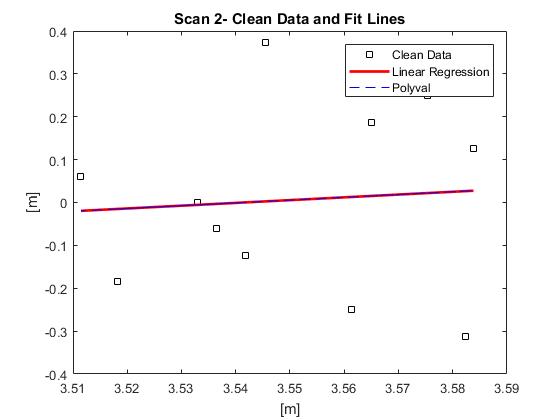 Scan 2- Clean Data and Fit Lines
Clean Data
Linear Regression
Polyval
0.4
0.3
0.2
0.1
0
-0.1
-0.2
-0.3
-0.4
[m]
3.51 3.52 3.53 3.54 3.55 3.56 3.57 3.58 3.59
[m]